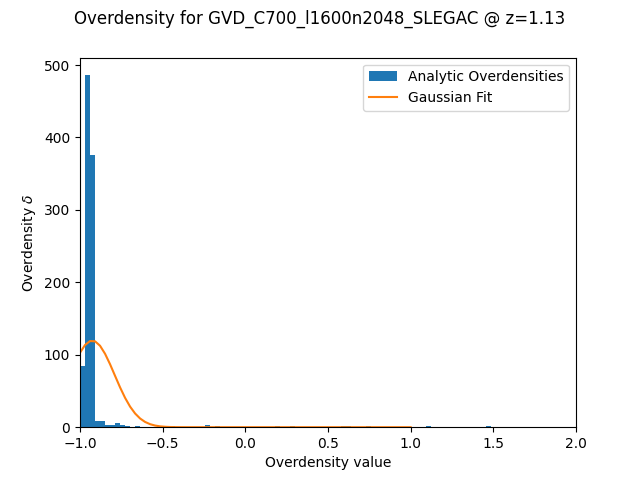 Overdensity for GVD_C700_l1600n2048_SLEGAC @ z=1.13
Analytic Overdensities
Gaussian Fit
Overdensity δ
500
400
300
200
100
0
−1.0 −0.5 0.0 0.5 1.0 1.5 2.0
Overdensity value